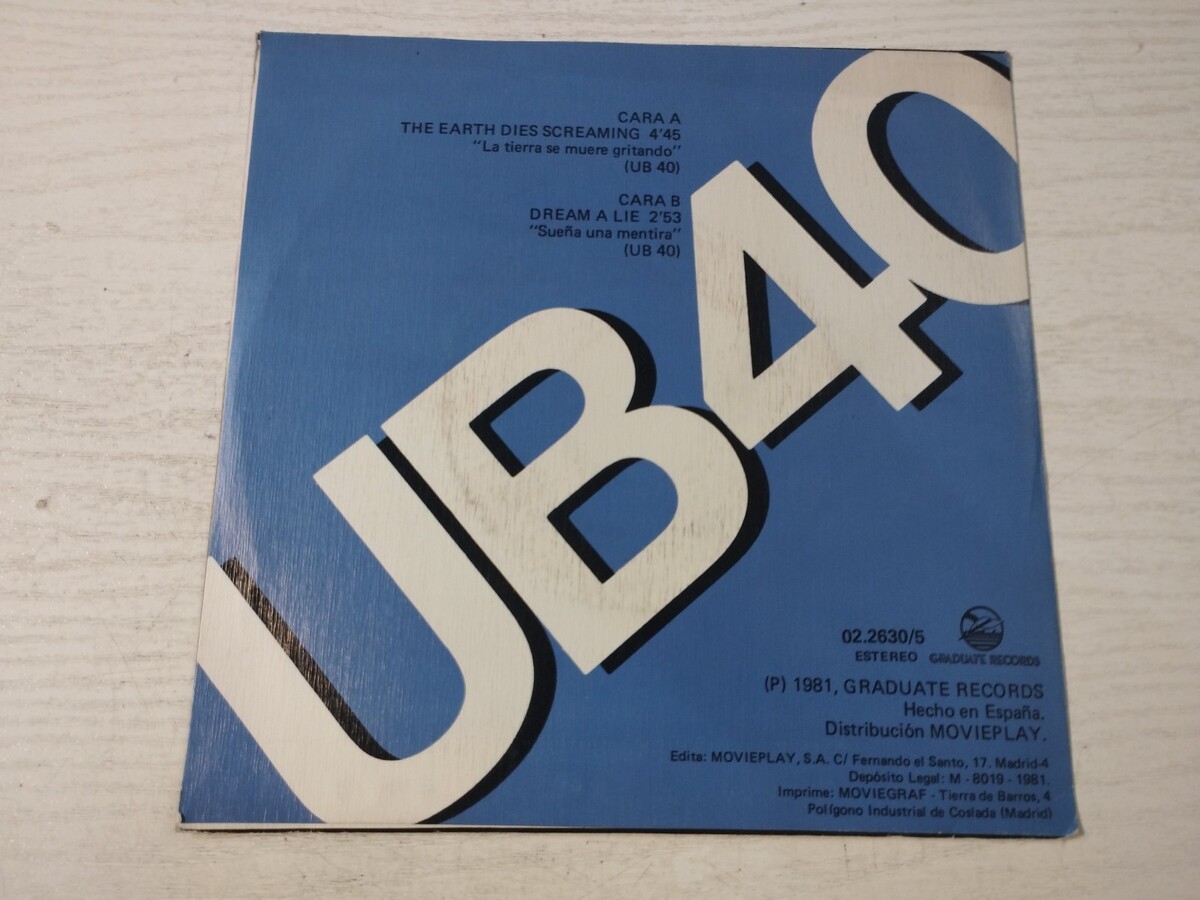 CARA A
THE EARTH DIES SCREAMING 4'45
"La tierra se muere gritando"
(UB 40)
CARA B
DREAM A LIE 2'53
"Sueña una mentira"
(UB 40)
UB40
02.2630/5
ESTEREO
GRADUATE RECORDS
(P) 1981, GRADUATE RECORDS
Hecho en España.
Distribución MOVIEPLAY.
Edita: MOVIEPLAY, S.A. C/ Fernando el Santo, 17. Madrid-4
Depósito Legal: M - 8019 - 1981.
Imprime: MOVIEGRAF - Tierra de Barros, 4
Polígono Industrial de Coslada (Madrid)